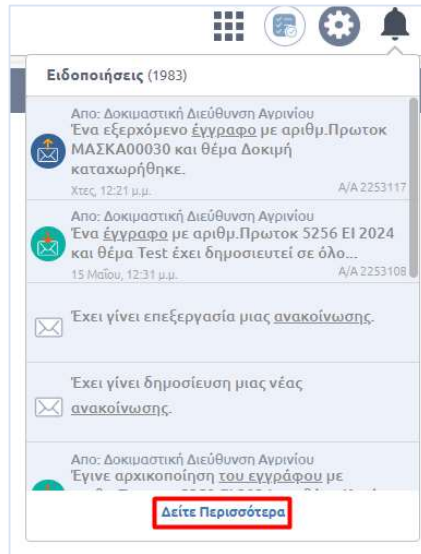 Ειδοποιήσεις (1983)
Απο: Δοκιμαστική Διεύθυνση Αγρινίου
Ένα εξερχόμενο έγγραφο με αριθμ.Πρωτοκ
ΜΑΣΚΑ00030 και θέμα Δοκιμή
καταχωρήθηκε.
Χτες, 12:21 μ.μ. Α/Α 2253117
Απο: Δοκιμαστική Διεύθυνση Αγρινίου
Ένα έγγραφο με αριθμ.Πρωτοκ 5256 ΕΙ 2024
και θέμα Test έχει δημοσιευτεί σε όλο...
15 Μαΐου, 12:31 μ.μ. Α/Α 2253108
Έχει γίνει επεξεργασία μιας ανακοίνωσης.
Έχει γίνει δημοσίευση μιας νέας
ανακοίνωσης.
Απο: Δοκιμαστική Διεύθυνση Αγρινίου
Έγινε αρχικοποίηση του εγγράφου με
Δείτε Περισσότερα